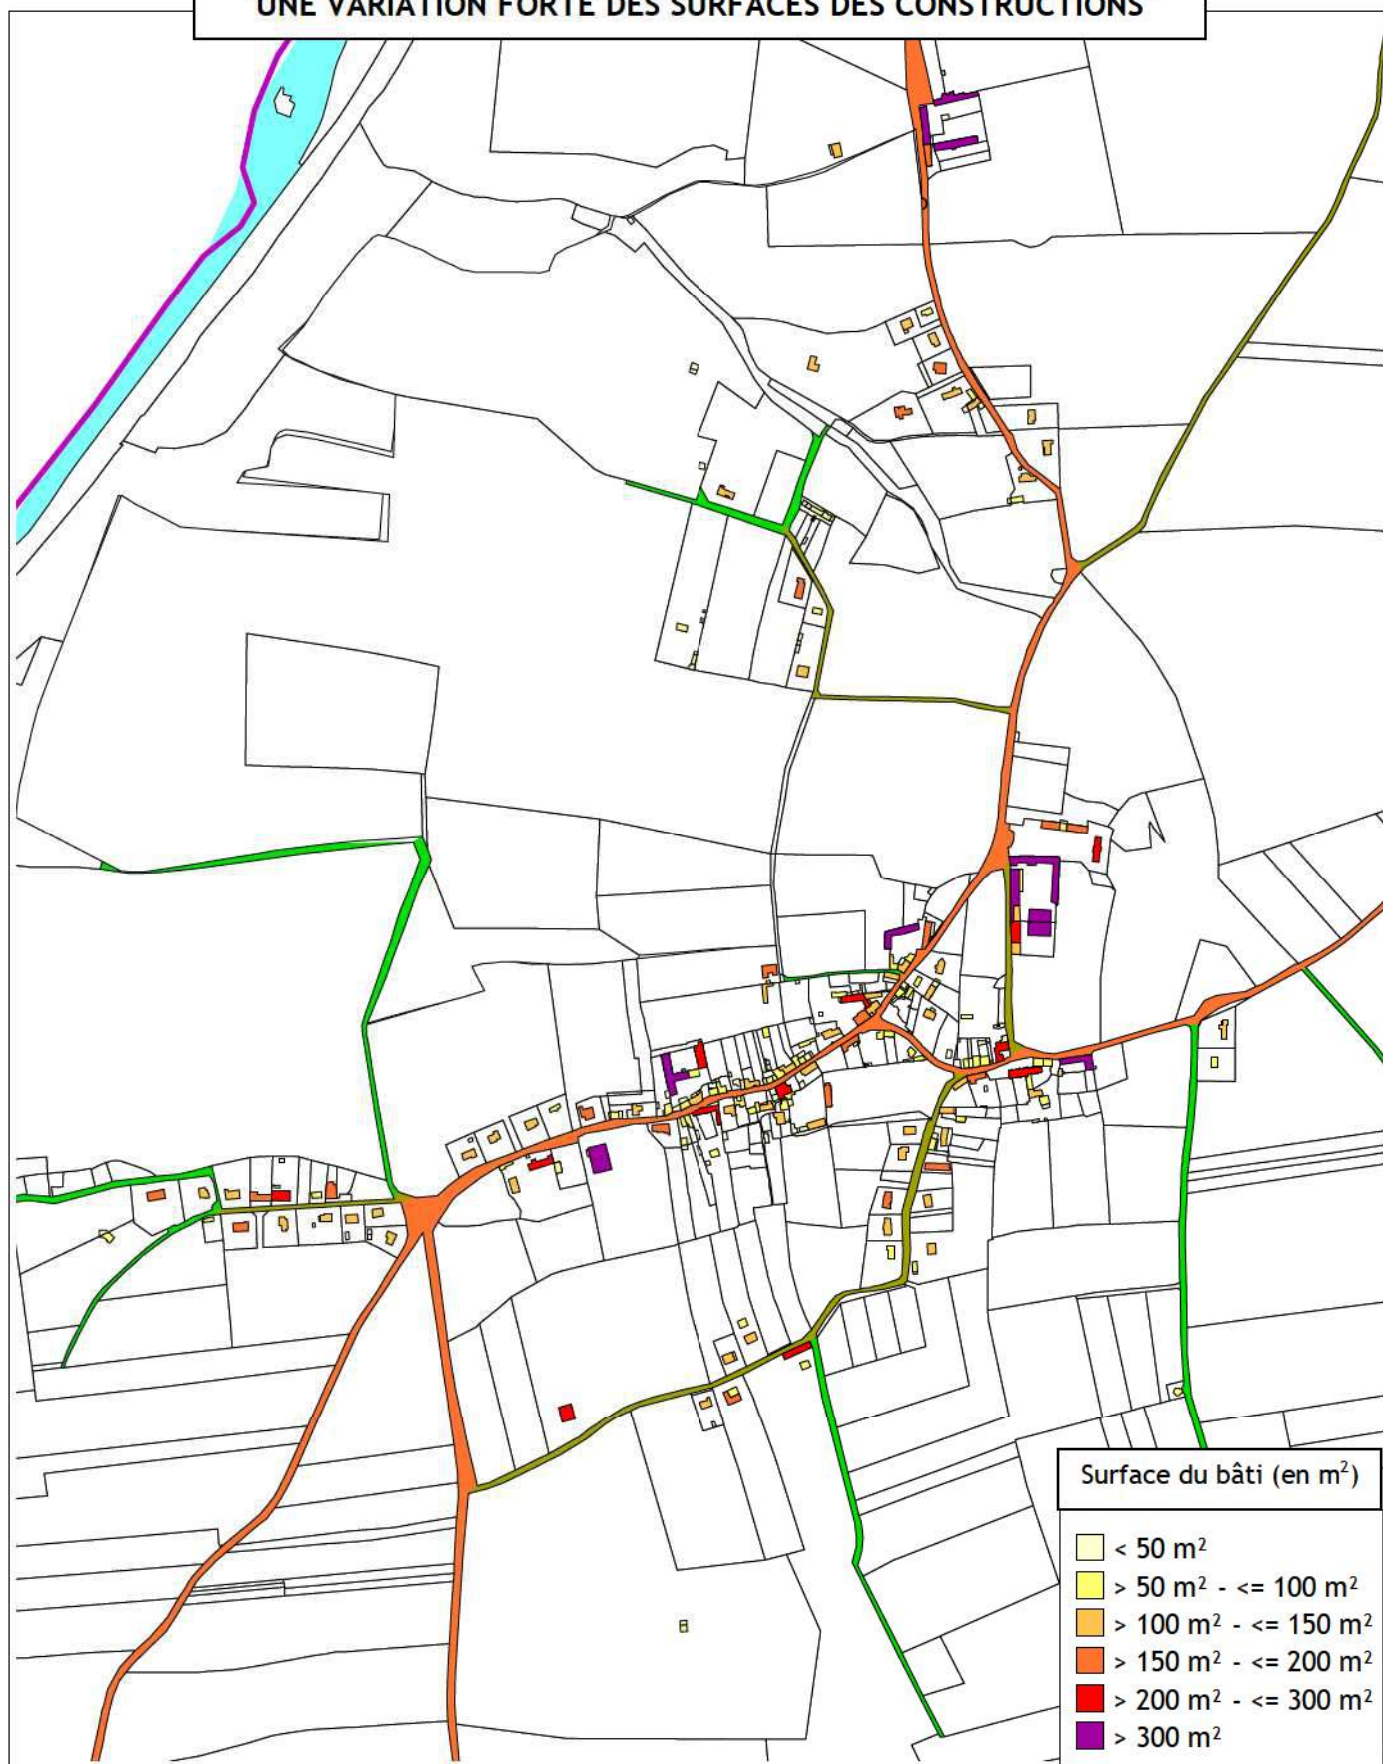 "UNE VARIATION FORTE DES SURFACES DES CONSTRUCTIONS"
Surface du bâti (en m²)
< 50 m²
> 50 m² - <= 100 m²
> 100 m² - <= 150 m²
> 150 m² - <= 200 m²
> 200 m² - <= 300 m²
> 300 m²